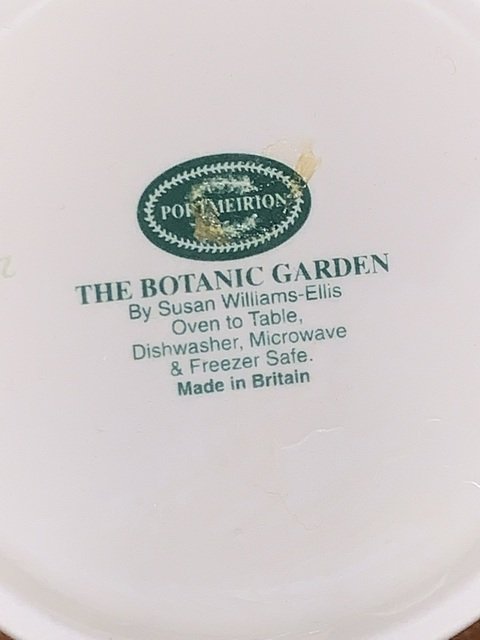 PORTMEIRION
THE BOTANIC GARDEN
By Susan Williams-Ellis
Oven to Table,
Dishwasher, Microwave
& Freezer Safe.
Made in Britain